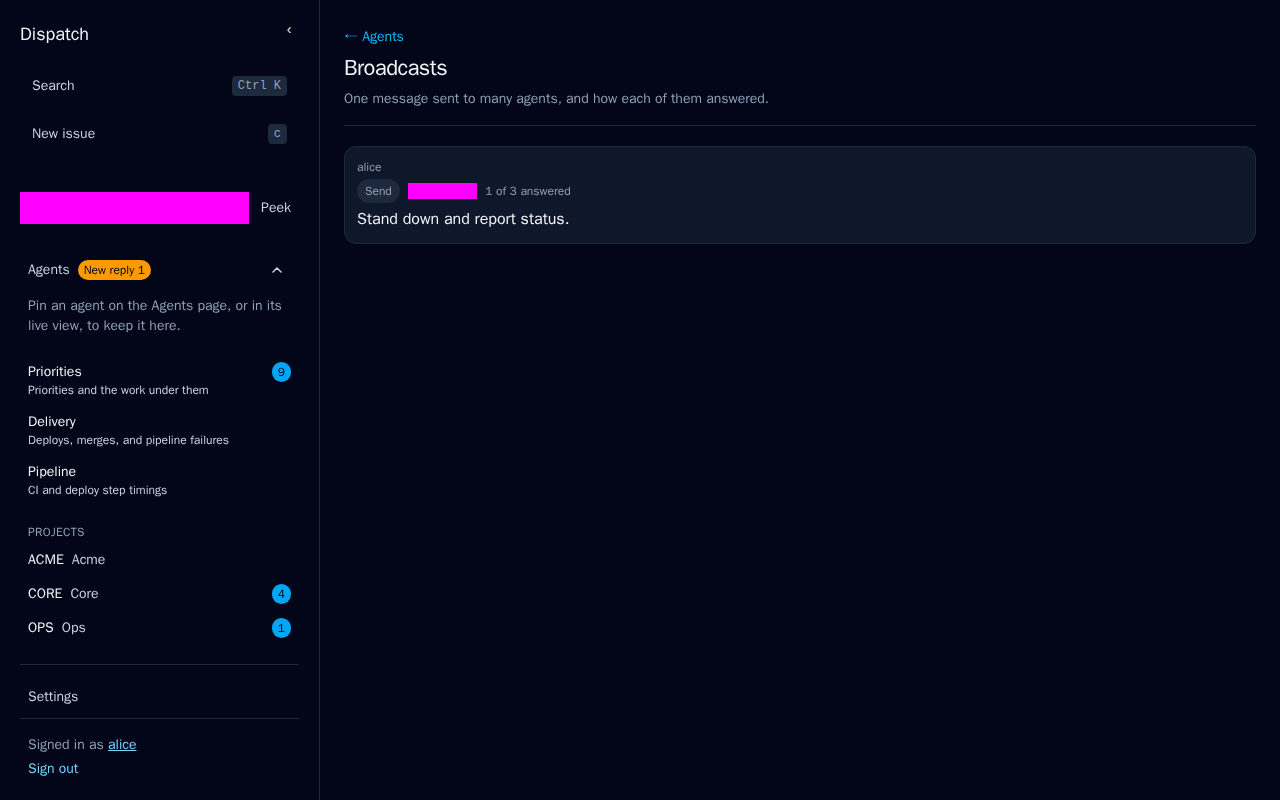 Dispatch
‹
Search
Ctrl K
New issue
C
Peek
Agents
New reply 1
Pin an agent on the Agents page, or in its
live view, to keep it here.
Priorities
9
Priorities and the work under them
Delivery
Deploys, merges, and pipeline failures
Pipeline
CI and deploy step timings
PROJECTS
ACME Acme
CORE Core
4
OPS Ops
1
Settings
Signed in as alice
Sign out
← Agents
Broadcasts
One message sent to many agents, and how each of them answered.
alice
Send
1 of 3 answered
Stand down and report status.